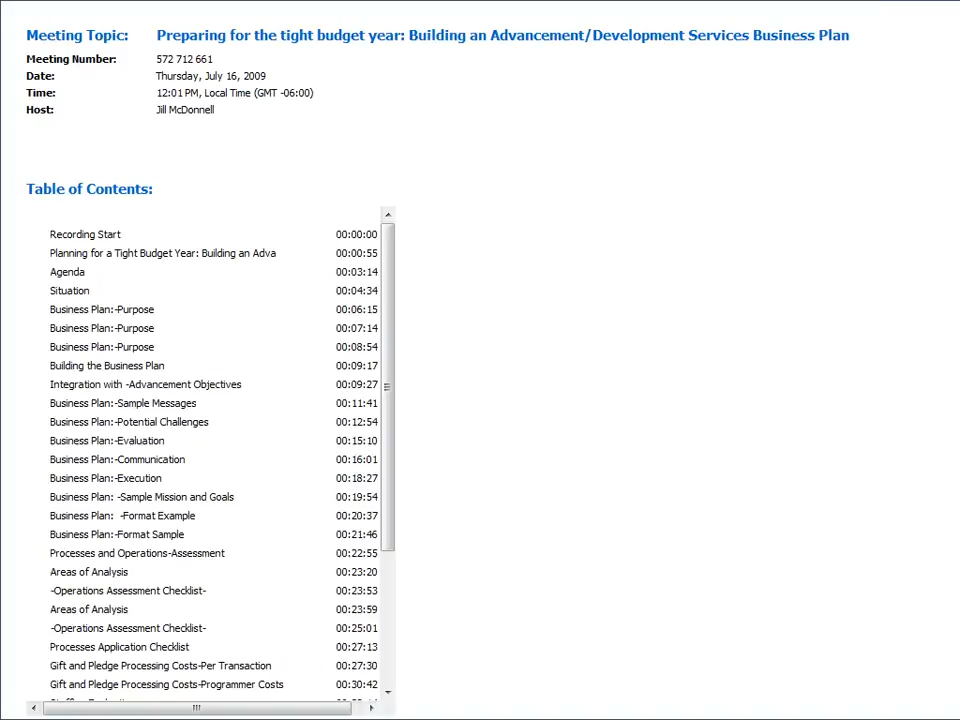 Meeting Topic: Preparing for the tight budget year: Building an Advancement/Development Services Business Plan
Meeting Number: 572 712 661
Date: Thursday, July 16, 2009
Time: 12:01 PM, Local Time (GMT -06:00)
Host: Jill McDonnell
Table of Contents:
Recording Start 00:00:00
Planning for a Tight Budget Year: Building an Adva 00:00:55
Agenda 00:03:14
Situation 00:04:34
Business Plan:-Purpose 00:06:15
Business Plan:-Purpose 00:07:14
Business Plan:-Purpose 00:08:54
Building the Business Plan 00:09:17
Integration with -Advancement Objectives 00:09:27
Business Plan:-Sample Messages 00:11:41
Business Plan:-Potential Challenges 00:12:54
Business Plan:-Evaluation 00:15:10
Business Plan:-Communication 00:16:01
Business Plan:-Execution 00:18:27
Business Plan: -Sample Mission and Goals 00:19:54
Business Plan:  -Format Example 00:20:37
Business Plan:-Format Sample 00:21:46
Processes and Operations-Assessment 00:22:55
Areas of Analysis 00:23:20
-Operations Assessment Checklist- 00:23:53
Areas of Analysis 00:23:59
-Operations Assessment Checklist- 00:25:01
Processes Application Checklist 00:27:13
Gift and Pledge Processing Costs-Per Transaction 00:27:30
Gift and Pledge Processing Costs-Programmer Costs 00:30:42